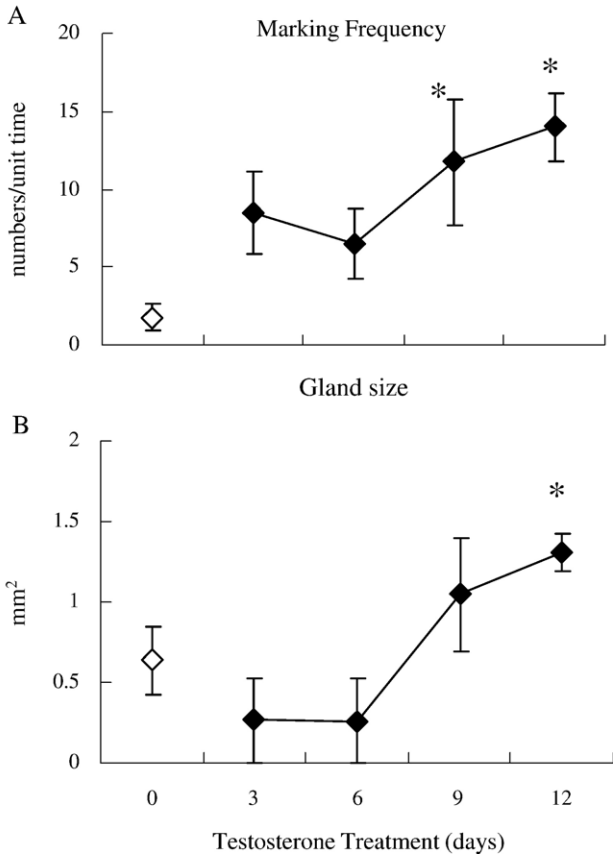 A
Marking Frequency
20
15
10
5
0
numbers/unit time
*
*
Gland size
B
2
1.5
1
0.5
0
mm²
*
0 3 6 9 12
Testosterone Treatment (days)